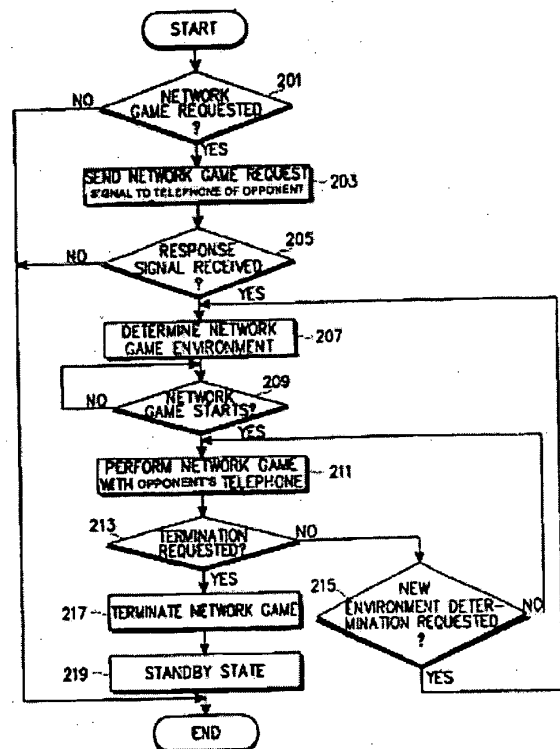 START
201
NETWORK
GAME REQUESTED
?
NO
YES
SEND NETWORK GAME REQUEST
SIGNAL TO TELEPHONE OF OPPONENT
203
205
RESPONSE
SIGNAL RECEIVED
?
NO
YES
DETERMINE NETWORK
GAME ENVIRONMENT
207
209
NETWORK
GAME STARTS?
NO
YES
PERFORM NETWORK GAME
WITH OPPONENT'S TELEPHONE
211
213
TERMINATION
REQUESTED?
NO
YES
215
NEW
ENVIRONMENT DETER-
MINATION REQUESTED
?
NO
YES
217
TERMINATE NETWORK GAME
219
STANDBY STATE
END